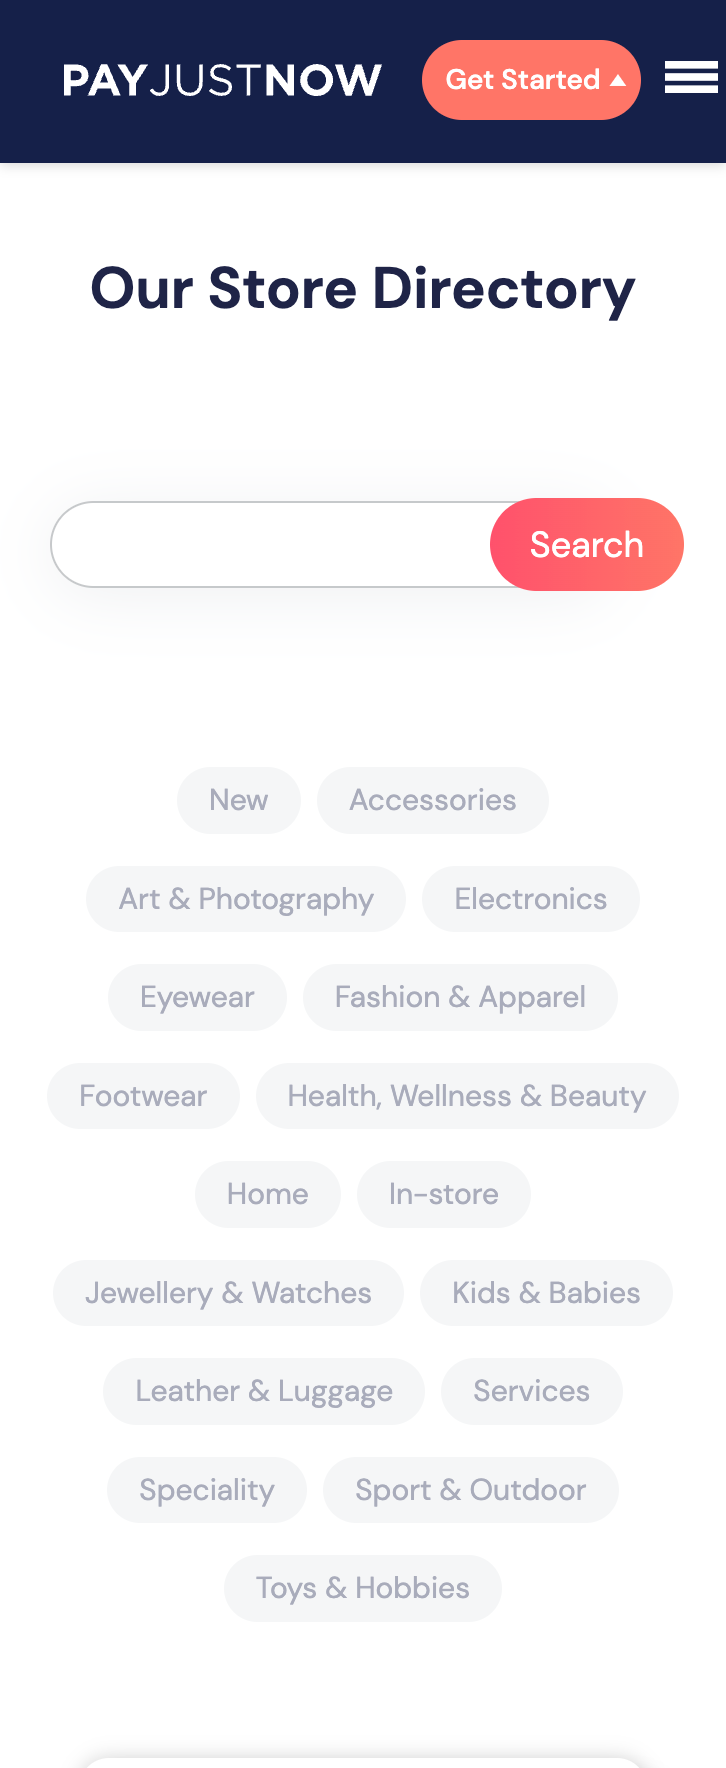 PAYJUSTNOW
Get Started
Our Store Directory
Search
New Accessories
Art & Photography Electronics
Eyewear Fashion & Apparel
Footwear Health, Wellness & Beauty
Home In-store
Jewellery & Watches Kids & Babies
Leather & Luggage Services
Speciality Sport & Outdoor
Toys & Hobbies